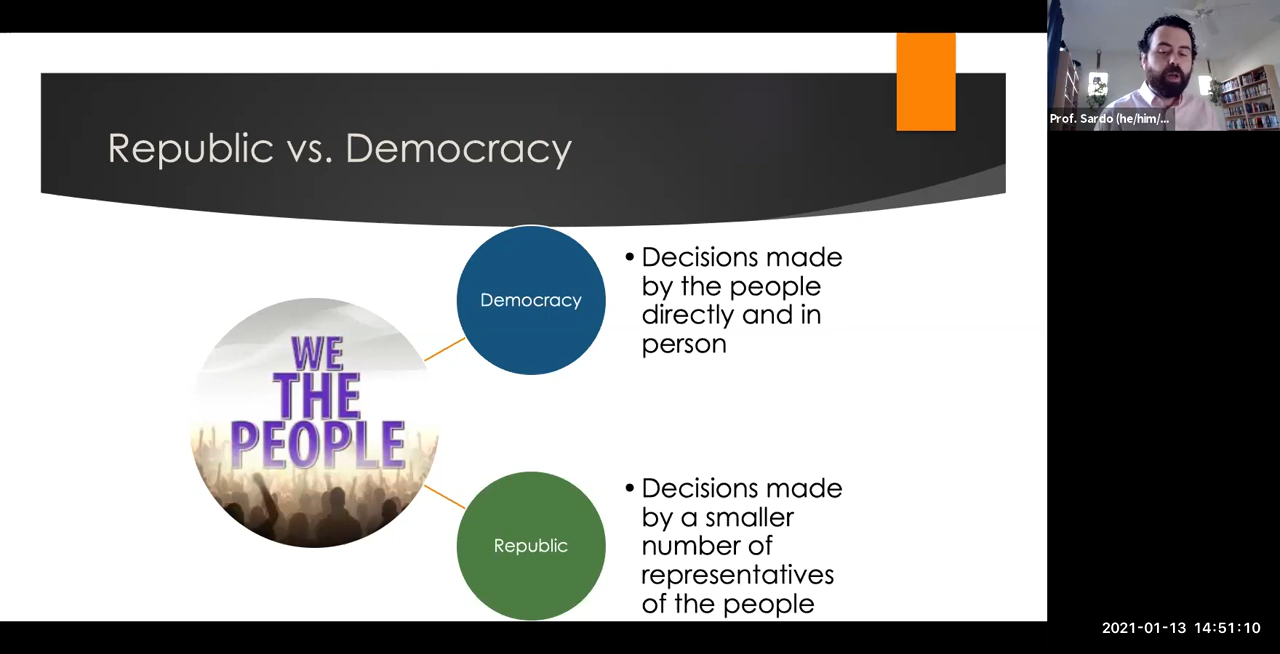 Prof. Sardo (he/him/...
Republic vs. Democracy
WE
THE
PEOPLE
Democracy
• Decisions made
by the people
directly and in
person
Republic
• Decisions made
by a smaller
number of
representatives
of the people
2021-01-13 14:51:10